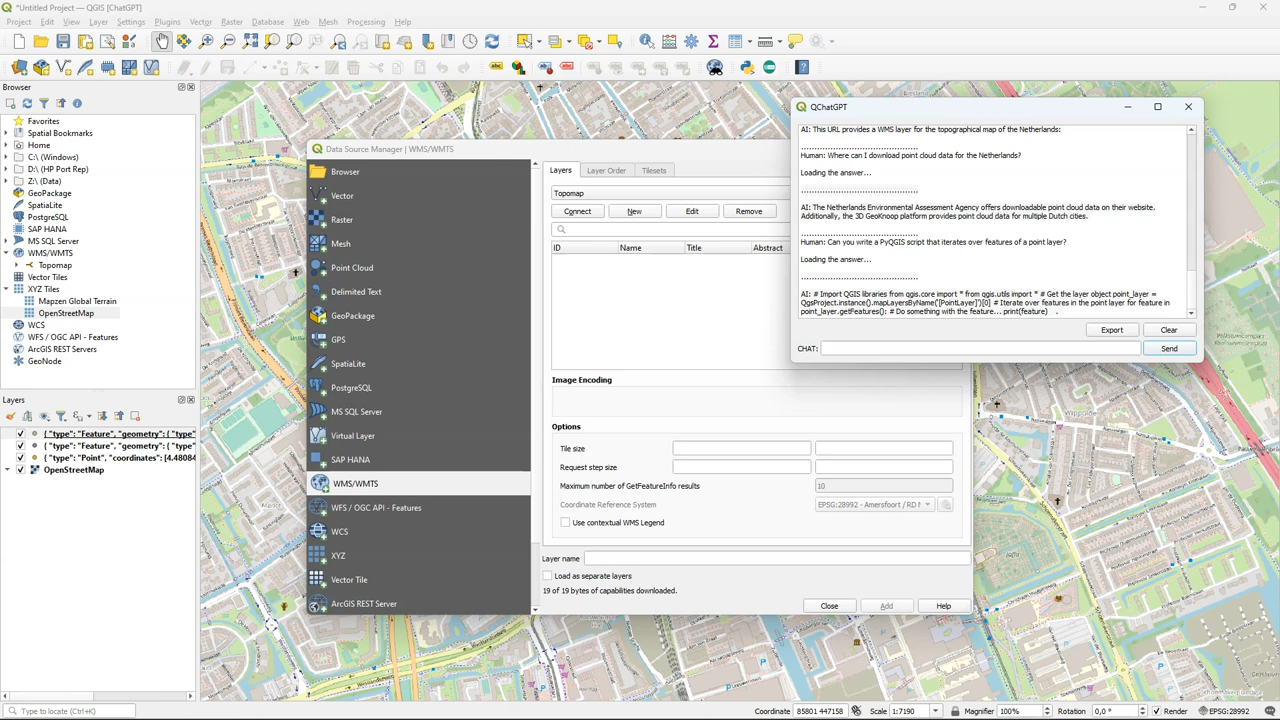 *Untitled Project — QGIS [ChatGPT]
Project Edit View Layer Settings Plugins Vector Raster Database Web Mesh Processing Help
Browser
Favorites
Spatial Bookmarks
Home
C:\ (Windows)
D:\ (HP Port Rep)
Z:\ (Data)
GeoPackage
SpatiaLite
PostgreSQL
SAP HANA
MS SQL Server
WMS/WMTS
Topomap
Vector Tiles
XYZ Tiles
Mapzen Global Terrain
OpenStreetMap
WCS
WFS / OGC API - Features
ArcGIS REST Servers
GeoNode
Layers
{ "type": "Feature", "geometry": { "type"
{ "type": "Feature", "geometry": { "type"
{ "type": "Point", "coordinates": [4.48084
OpenStreetMap
Data Source Manager | WMS/WMTS
Browser
Vector
Raster
Mesh
Point Cloud
Delimited Text
GeoPackage
GPS
SpatiaLite
PostgreSQL
MS SQL Server
Virtual Layer
SAP HANA
WMS/WMTS
WFS / OGC API - Features
WCS
XYZ
Vector Tile
ArcGIS REST Server
Layers Layer Order Tilesets
Topomap
Connect New Edit Remove
ID Name Title Abstract
Image Encoding
Options
Tile size
Request step size
Maximum number of GetFeatureInfo results 10
Coordinate Reference System EPSG:28992 - Amersfoort / RD N
Use contextual WMS Legend
Layer name
Load as separate layers
19 of 19 bytes of capabilities downloaded.
Close Add Help
QChatGPT
AI: This URL provides a WMS layer for the topographical map of the Netherlands:
........................................
Human: Where can I download point cloud data for the Netherlands?
Loading the answer...
........................................
AI: The Netherlands Environmental Assessment Agency offers downloadable point cloud data on their website.
Additionally, the 3D GeoKnoop platform provides point cloud data for multiple Dutch cities.
........................................
Human: Can you write a PyQGIS script that iterates over features of a point layer?
Loading the answer...
........................................
AI: # Import QGIS libraries from qgis.core import * from qgis.utils import * # Get the layer object point_layer =
QgsProject.instance().mapLayersByName('[PointLayer]')[0] # Iterate over features in the point layer for feature in
point_layer.getFeatures(): # Do something with the feature... print(feature) .
Export Clear
CHAT: Send
Type to locate (Ctrl+K)
Coordinate 85801 447158 Scale 1:7190 Magnifier 100% Rotation 0,0 ° Render EPSG:28992